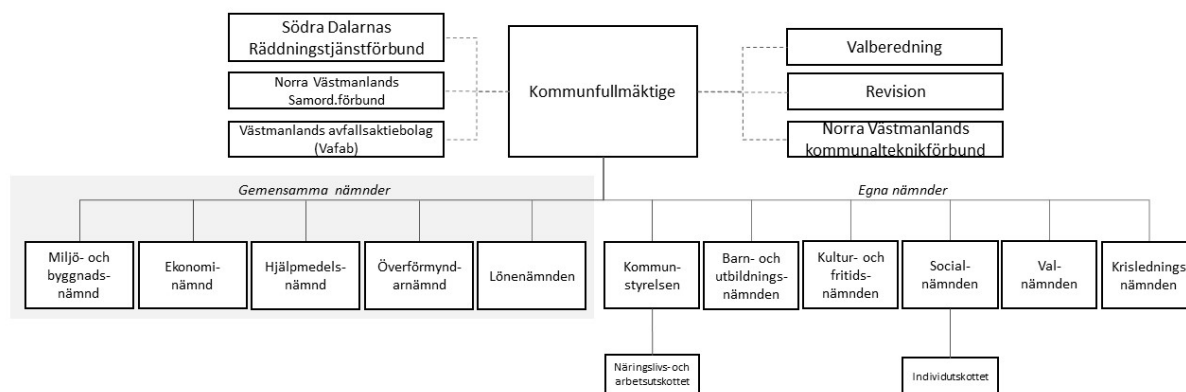 Södra Dalarnas
Räddningstjänstförbund
Norra Västmanlands
Samord.förbund
Västmanlands avfallsaktiebolag
(Vafab)
Kommunfullmäktige
Valberedning
Revision
Norra Västmanlands
kommunalteknikförbund
Gemensamma nämnder
Egna nämnder
Miljö- och
byggnads-
nämnd
Ekonomi-
nämnd
Hjälpmedels-
nämnd
Överförmynd
arnämnd
Lönenämnden
Kommun-
styrelsen
Barn- och
utbildnings-
nämnden
Kultur- och
fritids-
nämnden
Social-
nämnden
Val-
nämnden
Krislednings
nämnden
Näringslivs- och
arbetsutskottet
Individutskottet